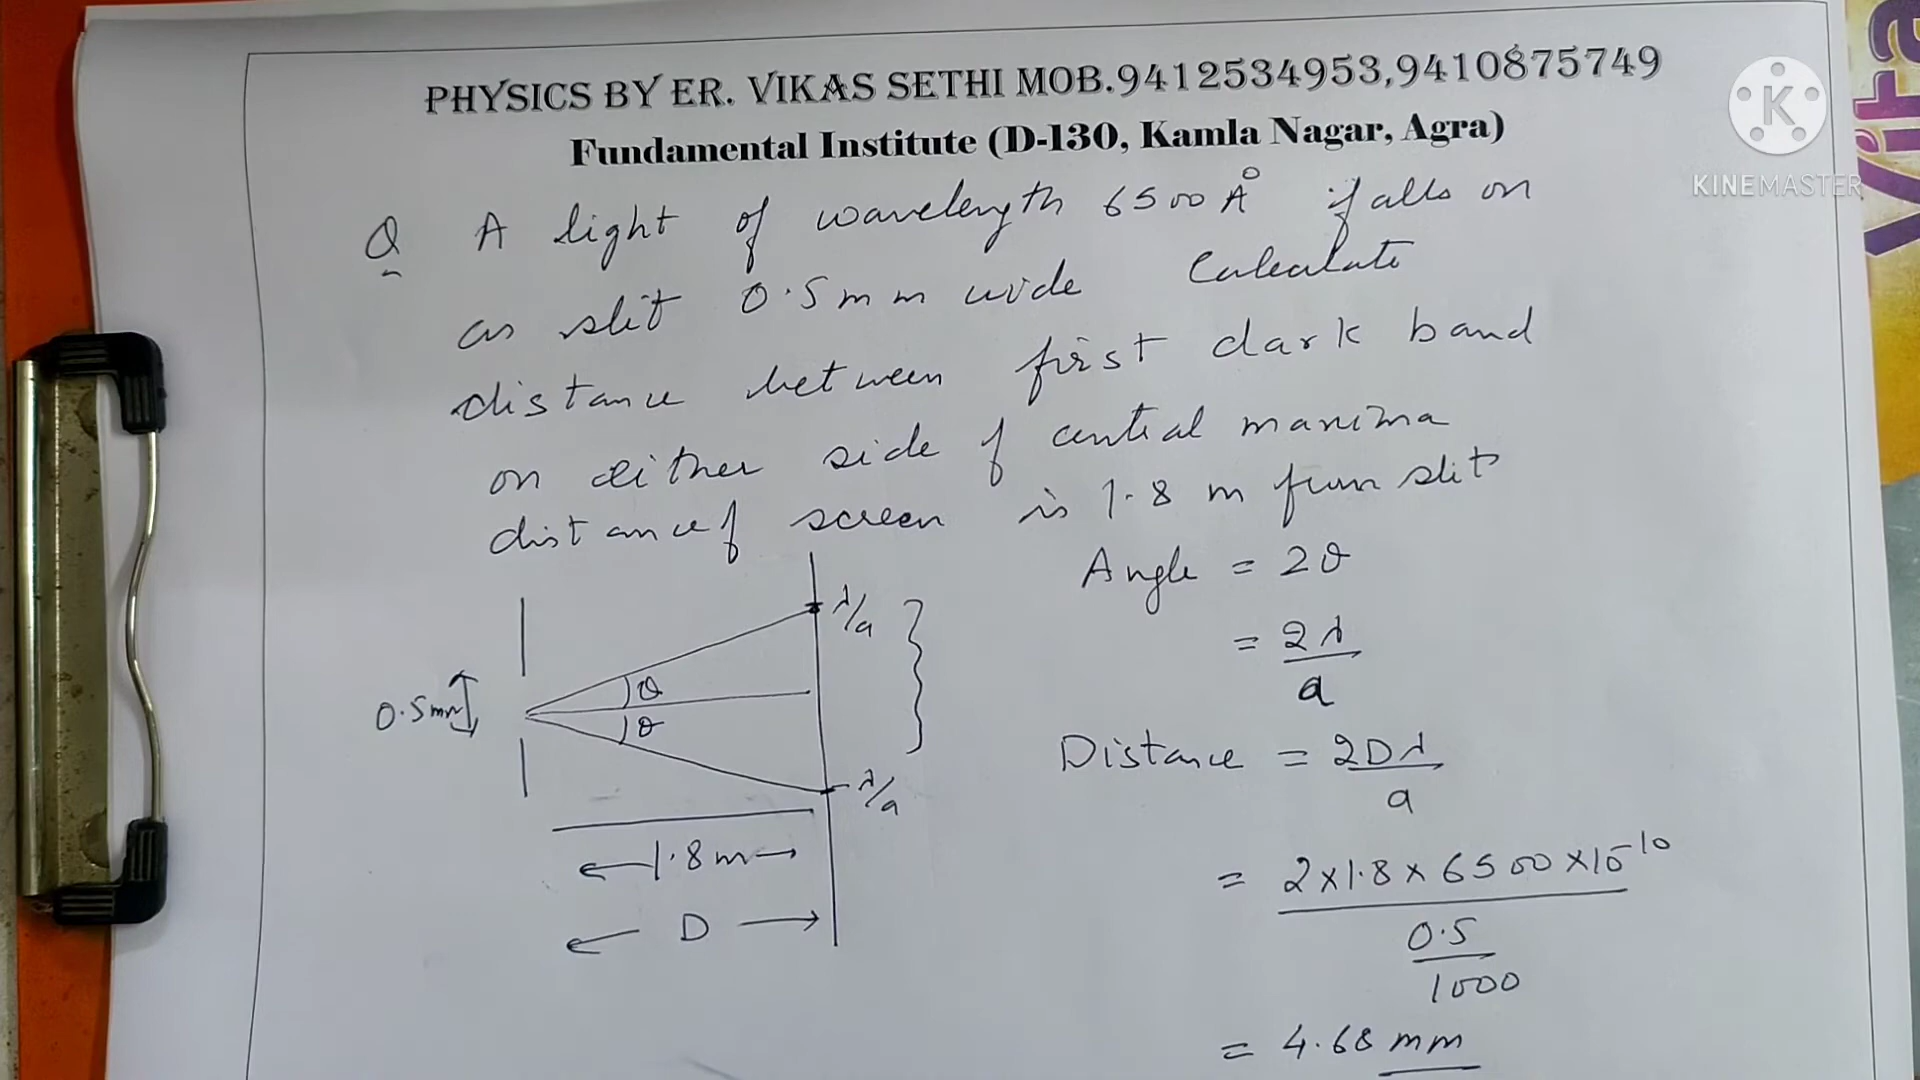 PHYSICS BY ER. VIKAS SETHI MOB.9412534953,9410875749
Fundamental Institute (D-130, Kamla Nagar, Agra)
K
KINEMASTER
Vita
Q A light of wavelength 6500 A° falls on
as slit 0.5mm wide Calculate
distance between first dark band
on either side of central maxima
distance of screen is 1.8 m from slit
Angle = 2θ
= 2λ/a
Distance = 2Dλ/a
= 2×1.8×6500×10⁻¹⁰
0.5
1000
= 4.68 mm
λ/a
θ
θ
0.5mm
λ/a
1.8m
D